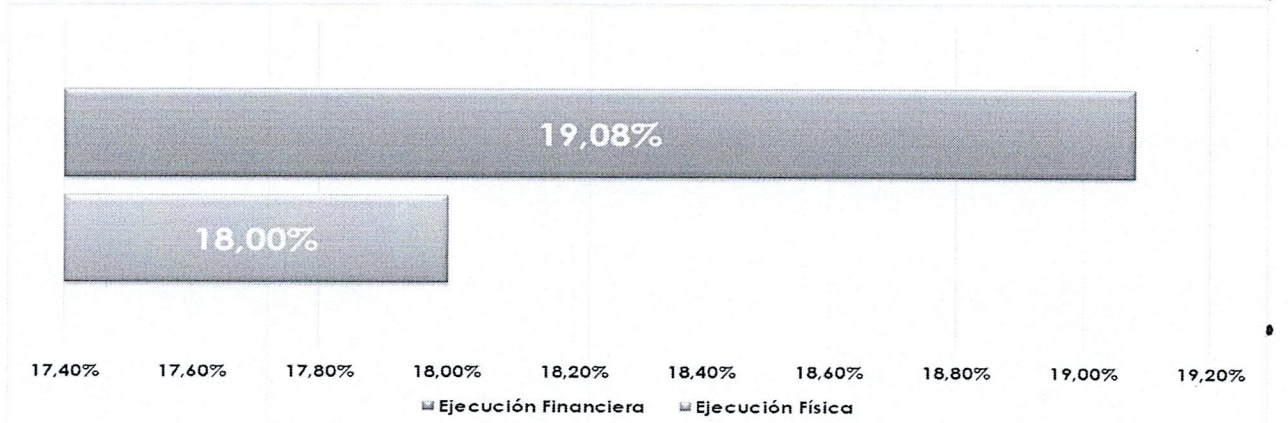 19,08%
18,00%
17,40% 17,60% 17,80% 18,00% 18,20% 18,40% 18,60% 18,80% 19,00% 19,20%
Ejecución Financiera Ejecución Física